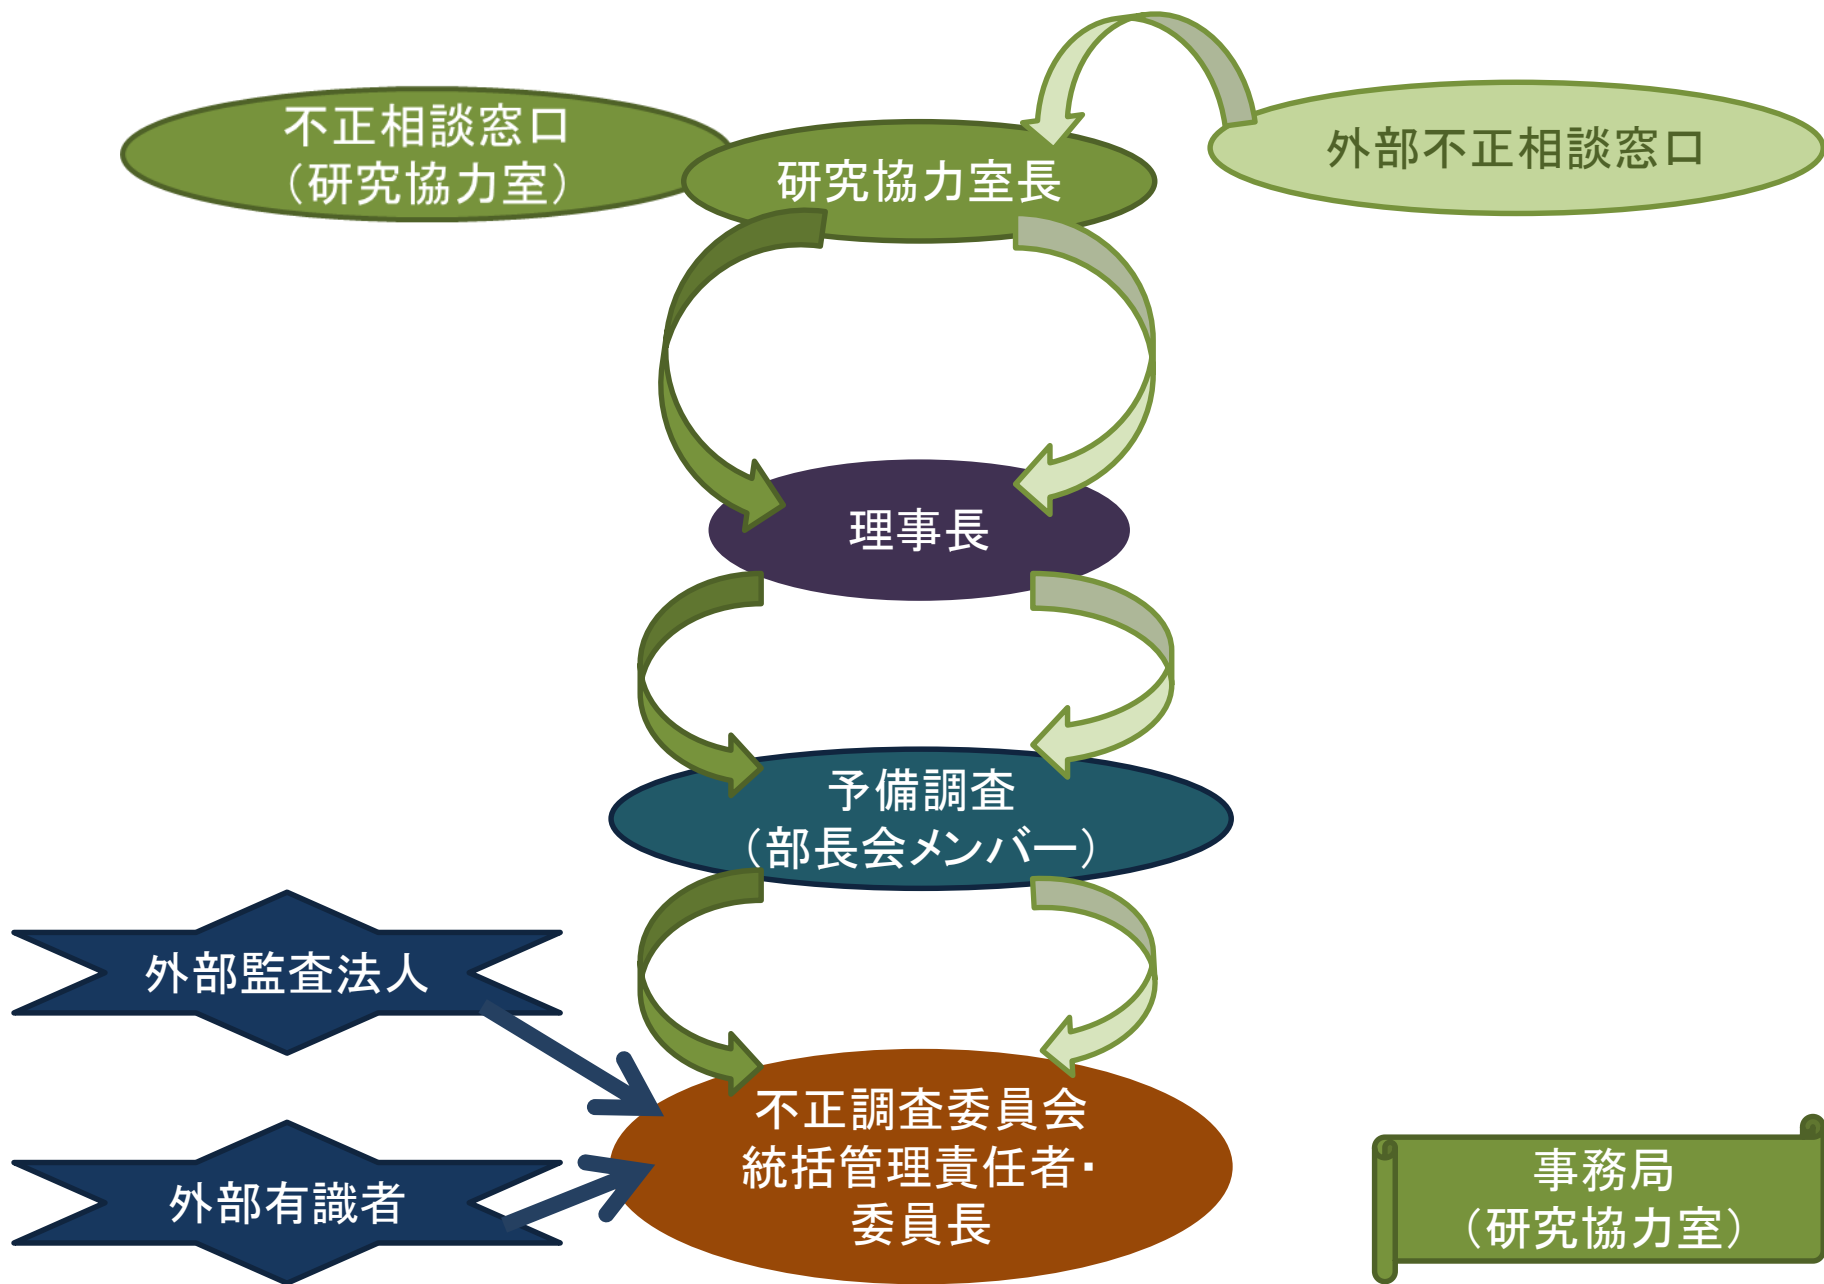 不正相談窓口
（研究協力室）
研究協力室長
外部不正相談窓口
理事長
予備調査
（部長会メンバー）
外部監査法人
不正調査委員会
統括管理責任者・
委員長
外部有識者
事務局
（研究協力室）